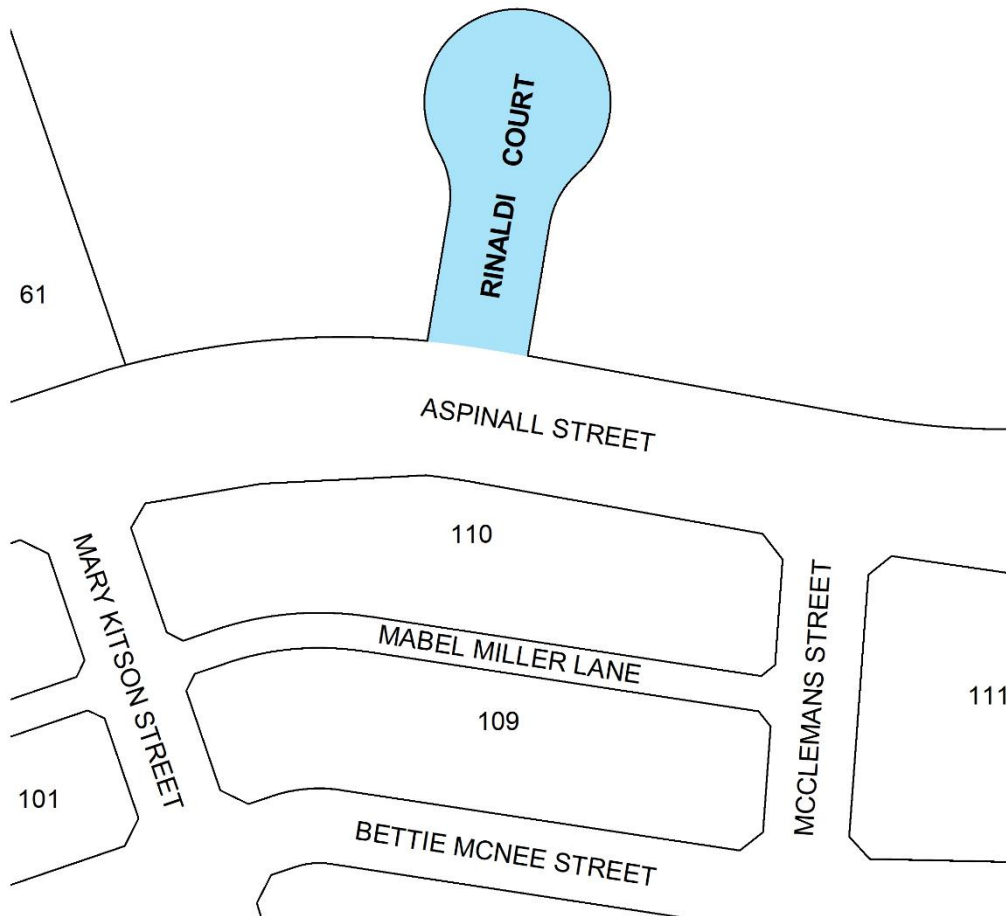 RINALDI COURT
61
ASPINALL STREET
110
MARY KITSON STREET
MABEL MILLER LANE
MCCLEMANS STREET
111
109
101
BETTIE MCNEE STREET